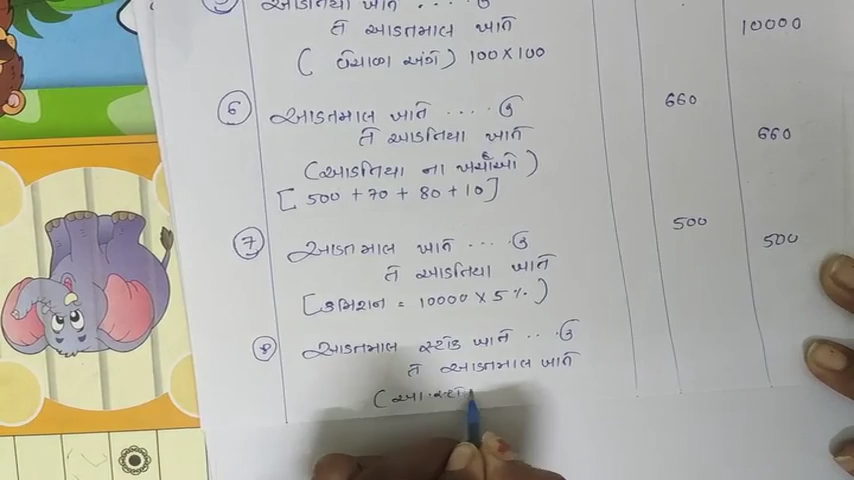 આડતિયા ખાતે .... ઉ
તે આડતમાલ ખાતે
10000
( વેચાણ અંગે ) 100 X 100
6 આડતમાલ ખાતે .... ઉ 660
તે આડતિયા ખાતે 660
(આડતિયા ના ખર્ચાઓ )
[ 500 + 70 + 80 + 10 ]
7 આડતમાલ ખાતે ... ઉ 500
તે આડતિયા ખાતે 500
[કમિશન = 10000 X 5 % )
8 આડતમાલ સ્ટોક ખાતે .. ઉ
તે આડતમાલ ખાતે
(આ.સ્ટો